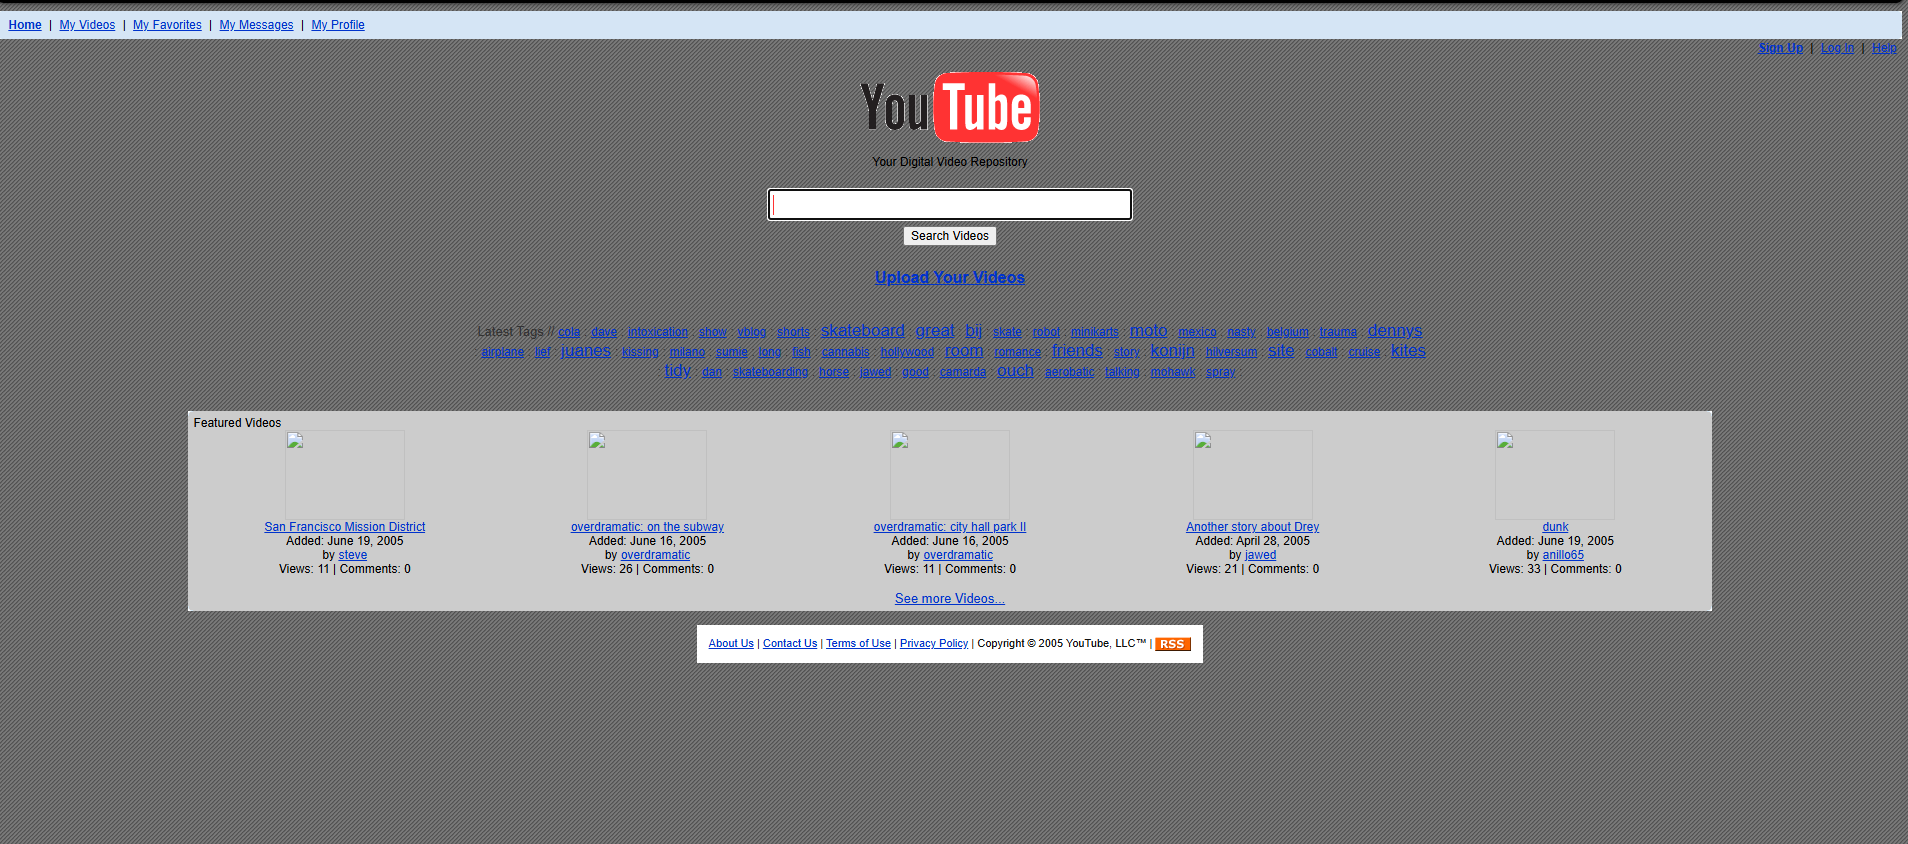 Home | My Videos | My Favorites | My Messages | My Profile
Sign Up | Log In | Help
YouTube
Your Digital Video Repository
Search Videos
Upload Your Videos
Latest Tags // cola : dave : intoxication : show : vblog : shorts : skateboard : great : bij : skate : robot : minikarts : moto : mexico : nasty : belgium : trauma : dennys
: airplane : lief : juanes : kissing : milano : sumie : long : fish : cannabis : hollywood : room : romance : friends : story : konijn : hilversum : site : cobalt : cruise : kites
: tidy : dan : skateboarding : horse : jawed : good : camarda : ouch : aerobatic : talking : mohawk : spray :
Featured Videos
San Francisco Mission District
Added: June 19, 2005
by steve
Views: 11 | Comments: 0
overdramatic: on the subway
Added: June 16, 2005
by overdramatic
Views: 26 | Comments: 0
overdramatic: city hall park II
Added: June 16, 2005
by overdramatic
Views: 11 | Comments: 0
Another story about Drey
Added: April 28, 2005
by jawed
Views: 21 | Comments: 0
dunk
Added: June 19, 2005
by anillo65
Views: 33 | Comments: 0
See more Videos...
About Us | Contact Us | Terms of Use | Privacy Policy | Copyright © 2005 YouTube, LLC™ | RSS